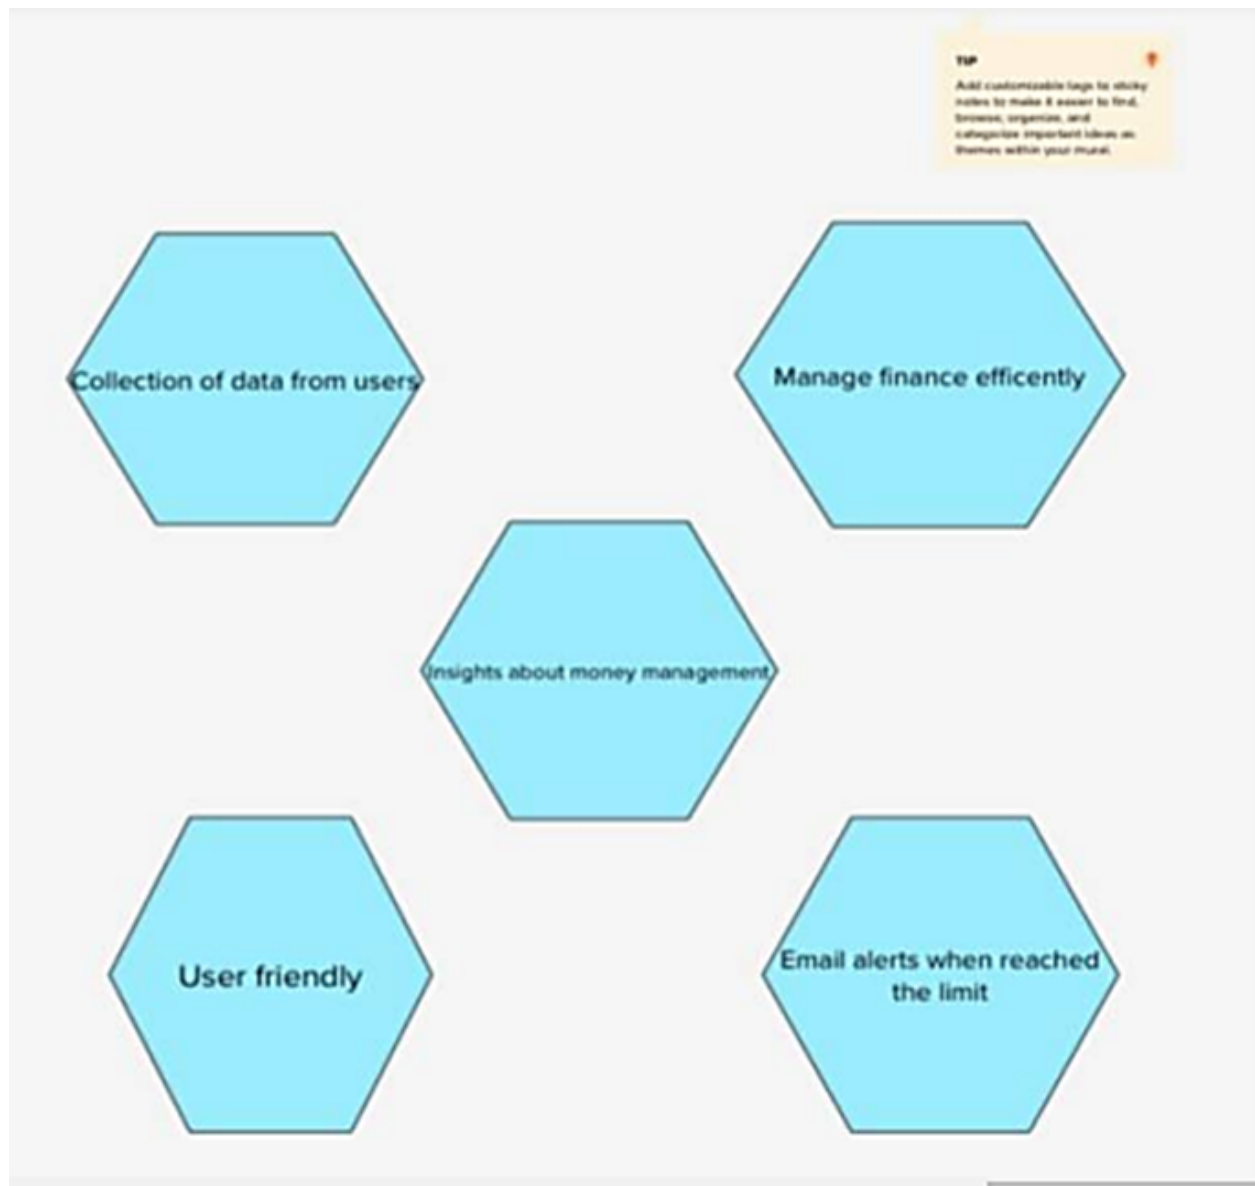 TIP
Add customizable tags to sticky
notes to make it easier to find,
browse, organize, and
categorize important ideas as
themes within your mural.
Collection of data from users
Manage finance efficently
Insights about money management
User friendly
Email alerts when reached
the limit